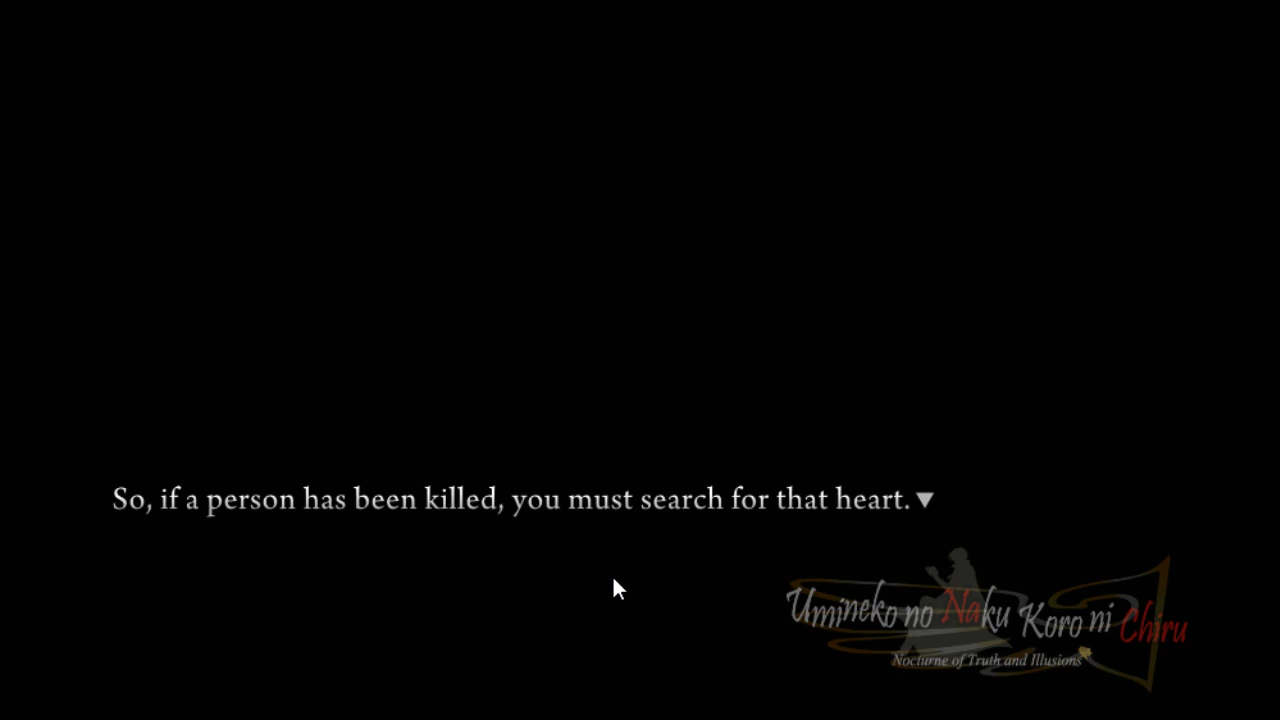 So, if a person has been killed, you must search for that heart.
Umineko no Naku Koro ni Chiru
Nocturne of Truth and Illusions